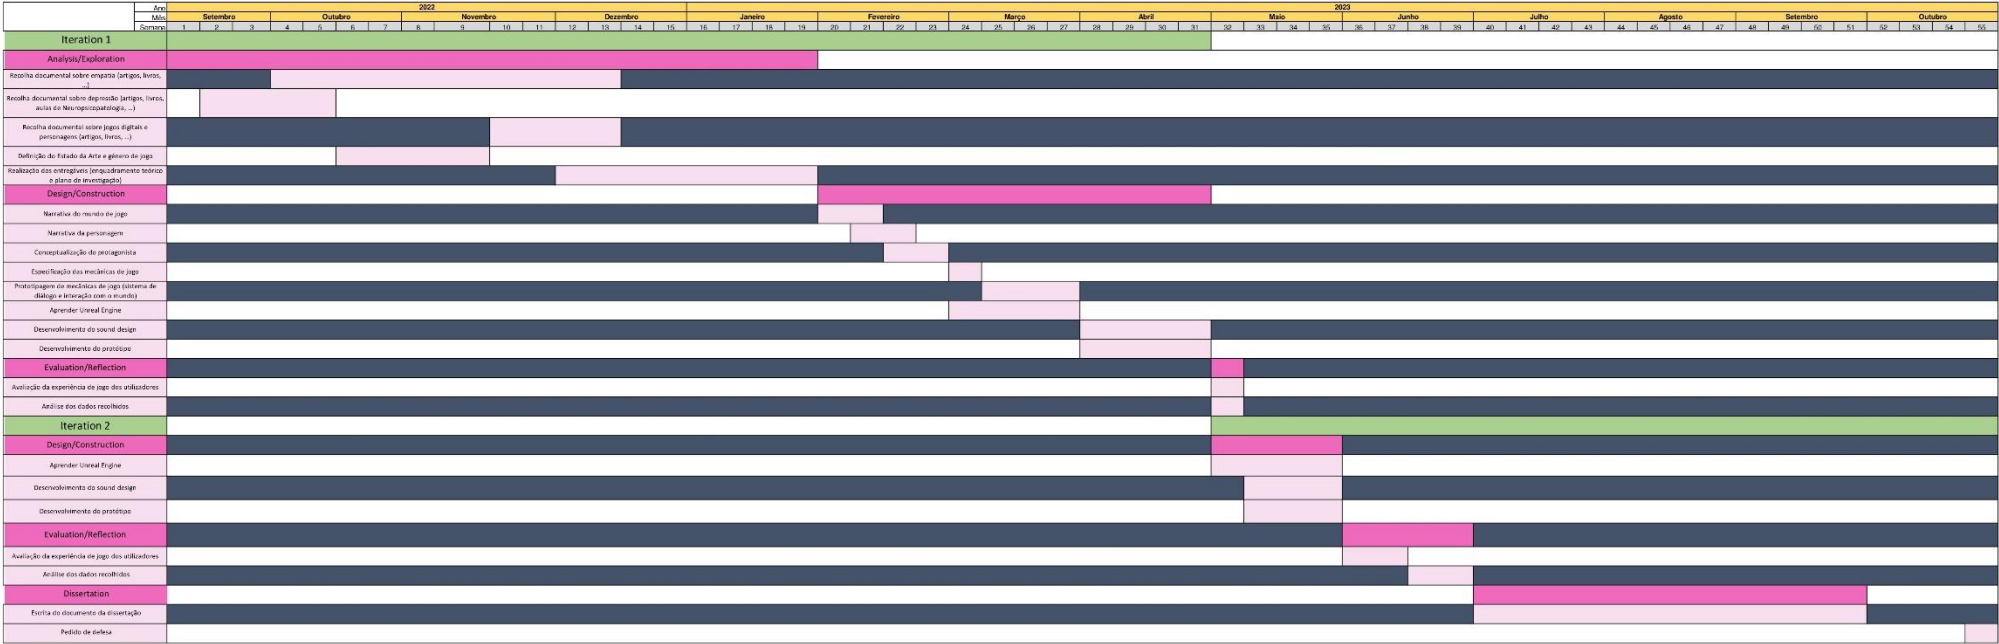 Ano 2022 2023
Mês Setembro Outubro Novembro Dezembro Janeiro Fevereiro Março Abril Maio Junho Julho Agosto Setembro Outubro
Semana 1 2 3 4 5 6 7 8 9 10 11 12 13 14 15 16 17 18 19 20 21 22 23 24 25 26 27 28 29 30 31 32 33 34 35 36 37 38 39 40 41 42 43 44 45 46 47 48 49 50 51 52 53 54 55
Iteration 1
Analysis/Exploration
Recolha documental sobre empatia (artigos, livros,
...)
Recolha documental sobre depressão (artigos, livros,
aulas de Neuropsicopatologia, ...)
Recolha documental sobre jogos digitais e
personagens (artigos, livros, ...)
Definição do Estado da Arte e género de jogo
Realização dos entregáveis (enquadramento teórico
e plano de investigação)
Design/Construction
Narrativa do mundo de jogo
Narrativa da personagem
Conceptualização do protagonista
Especificação das mecânicas de jogo
Prototipagem de mecânicas de jogo (sistema de
diálogo e interação com o mundo)
Aprender Unreal Engine
Desenvolvimento do sound design
Desenvolvimento do protótipo
Evaluation/Reflection
Avaliação da experiência de jogo dos utilizadores
Análise dos dados recolhidos
Iteration 2
Design/Construction
Aprender Unreal Engine
Desenvolvimento do sound design
Desenvolvimento do protótipo
Evaluation/Reflection
Avaliação da experiência de jogo dos utilizadores
Análise dos dados recolhidos
Dissertation
Escrita do documento da dissertação
Pedido de defesa